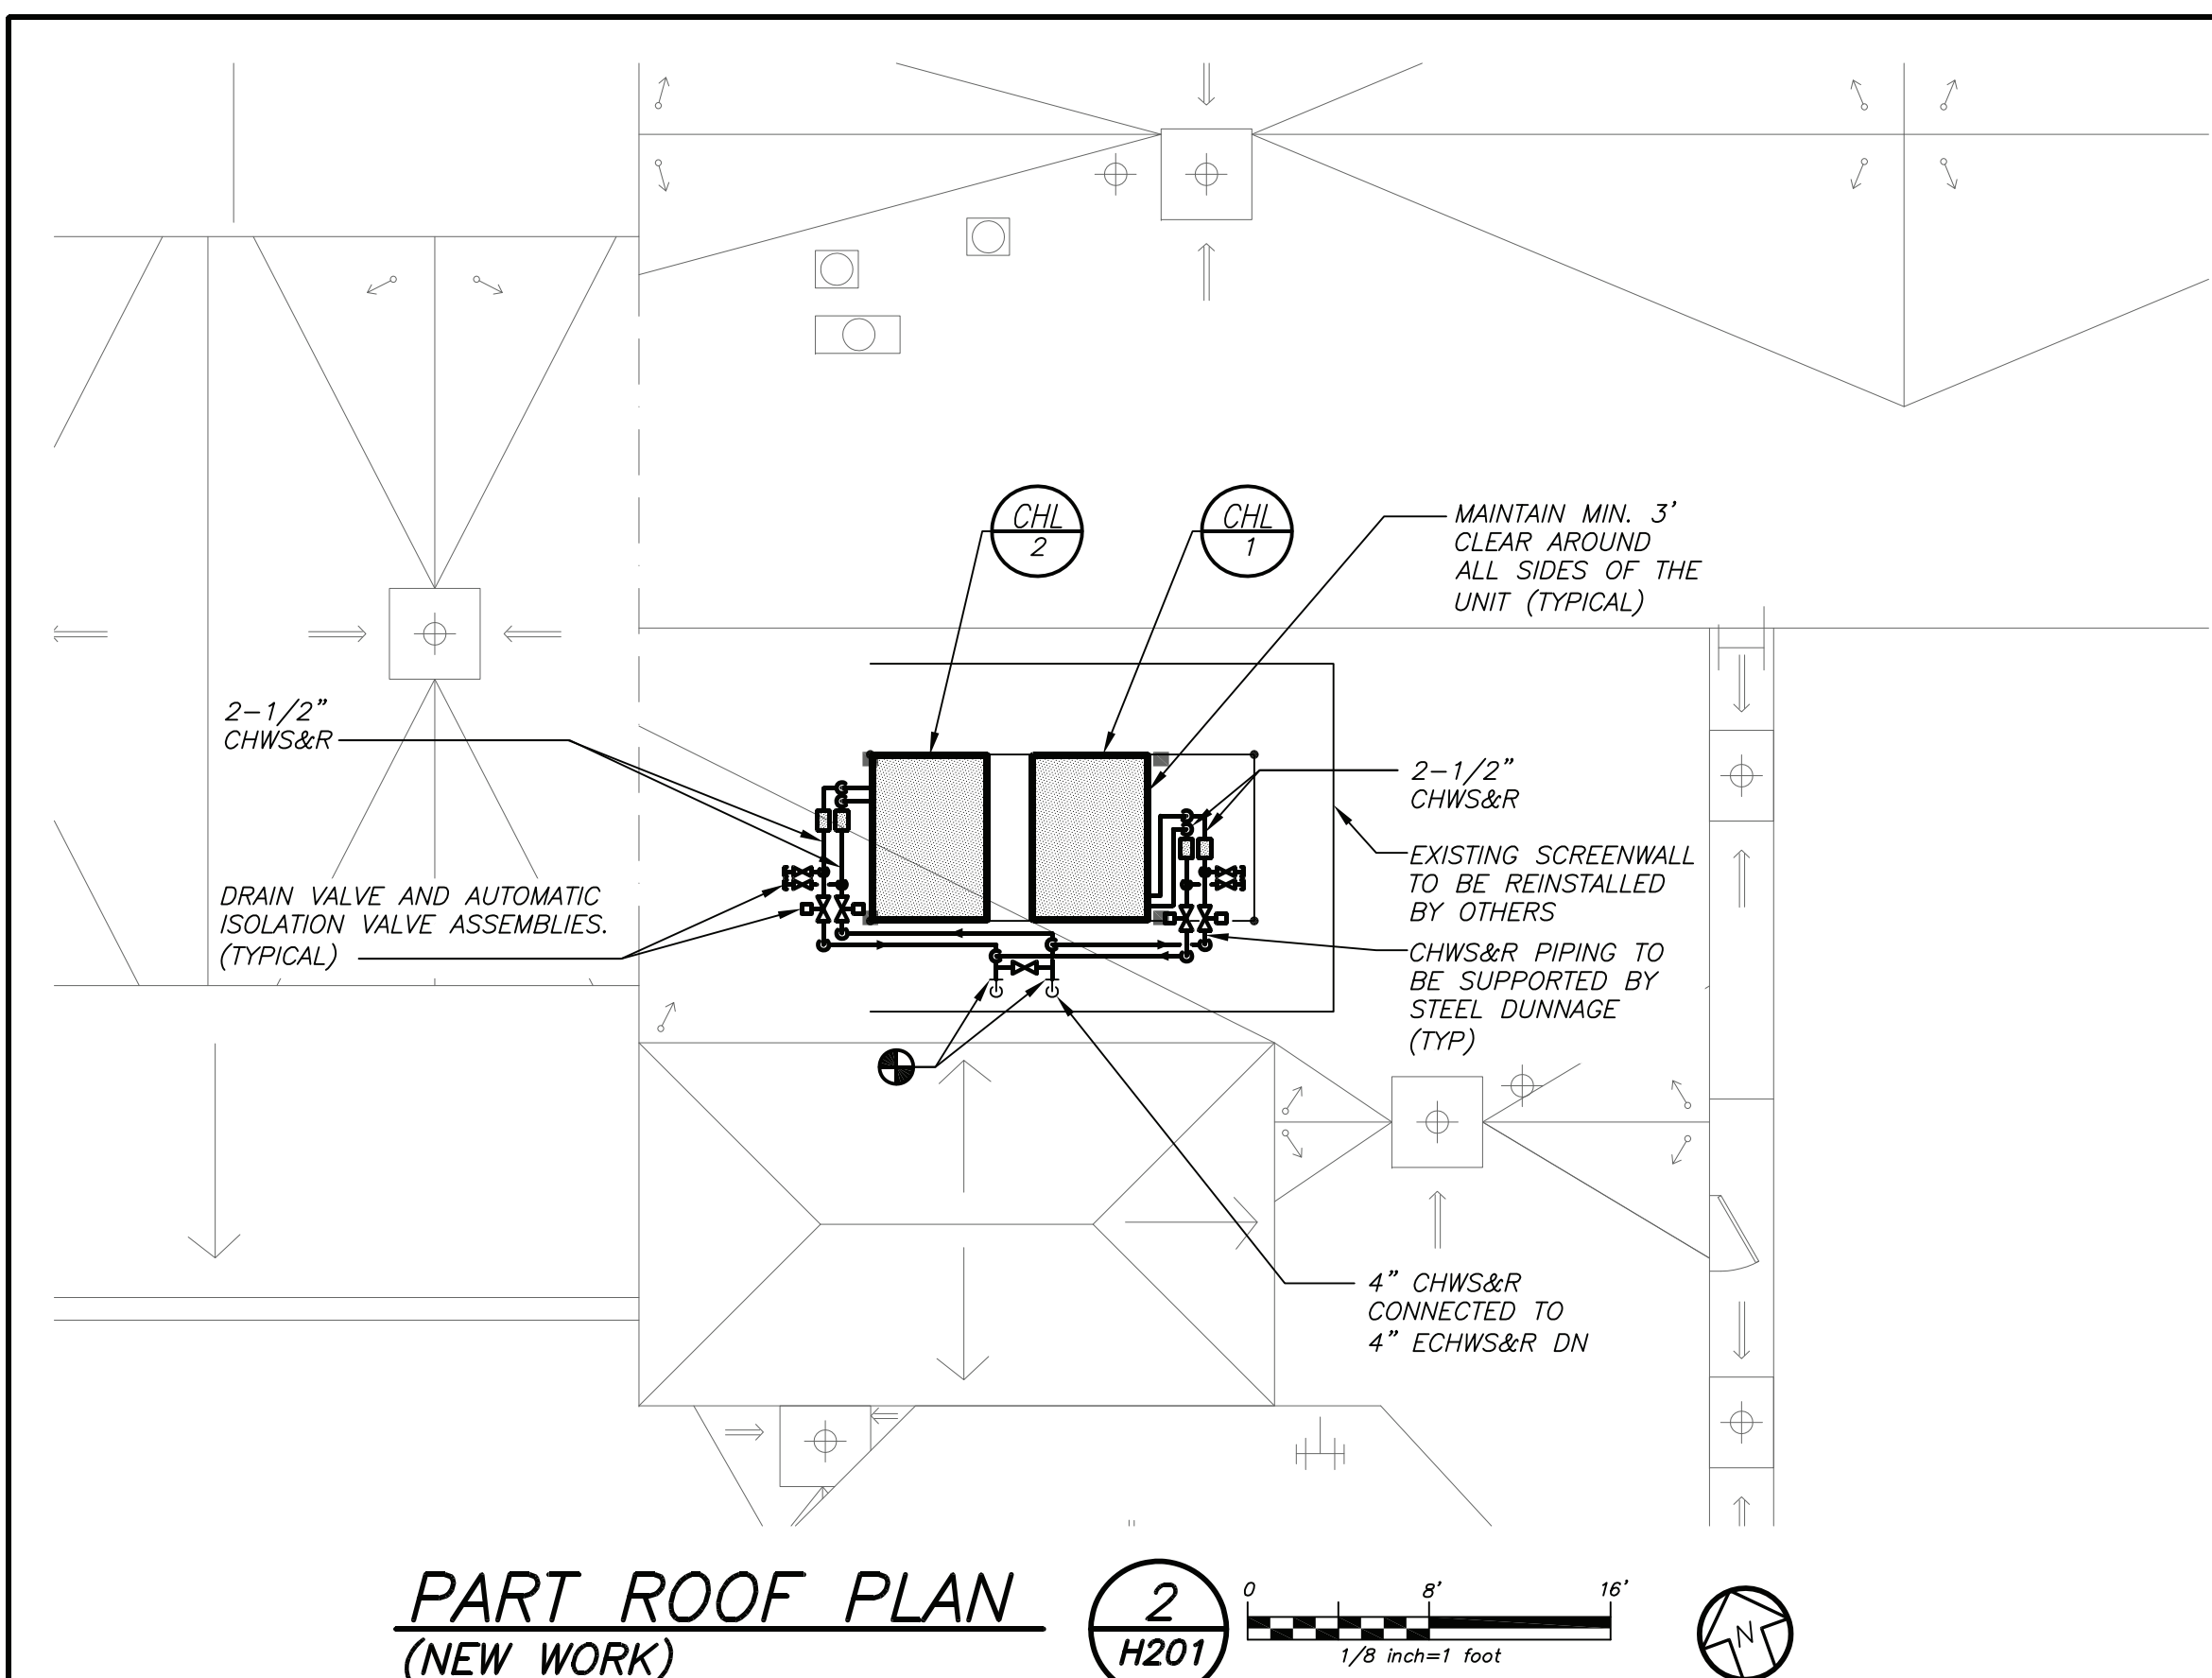 CHL
2
CHL
1
MAINTAIN MIN. 3'
CLEAR AROUND
ALL SIDES OF THE
UNIT (TYPICAL)
2-1/2"
CHWS&R
2-1/2"
CHWS&R
EXISTING SCREENWALL
TO BE REINSTALLED
BY OTHERS
DRAIN VALVE AND AUTOMATIC
ISOLATION VALVE ASSEMBLIES.
(TYPICAL)
CHWS&R PIPING TO
BE SUPPORTED BY
STEEL DUNNAGE
(TYP)
4" CHWS&R
CONNECTED TO
4" ECHWS&R DN
PART ROOF PLAN
(NEW WORK)
2
H201
0 8' 16'
1/8 inch=1 foot
N